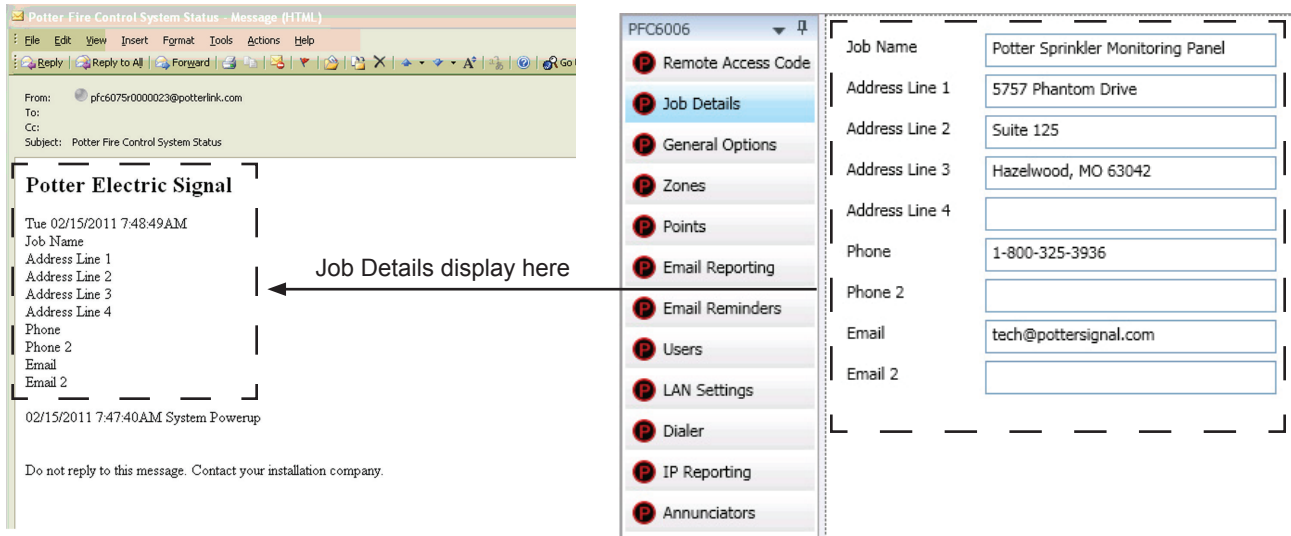 Potter Fire Control System Status - Message (HTML)
File Edit View Insert Format Tools Actions Help
Reply Reply to All Forward
From: pfc6075r0000023@potterlink.com
To:
Cc:
Subject: Potter Fire Control System Status
Potter Electric Signal
Tue 02/15/2011 7:48:49AM
Job Name
Address Line 1
Address Line 2
Address Line 3
Address Line 4
Phone
Phone 2
Email
Email 2
02/15/2011 7:47:40AM System Powerup
Do not reply to this message. Contact your installation company.
Job Details display here
PFC6006
Remote Access Code
Job Details
General Options
Zones
Points
Email Reporting
Email Reminders
Users
LAN Settings
Dialer
IP Reporting
Annunciators
Job Name Potter Sprinkler Monitoring Panel
Address Line 1 5757 Phantom Drive
Address Line 2 Suite 125
Address Line 3 Hazelwood, MO 63042
Address Line 4
Phone 1-800-325-3936
Phone 2
Email tech@pottersignal.com
Email 2